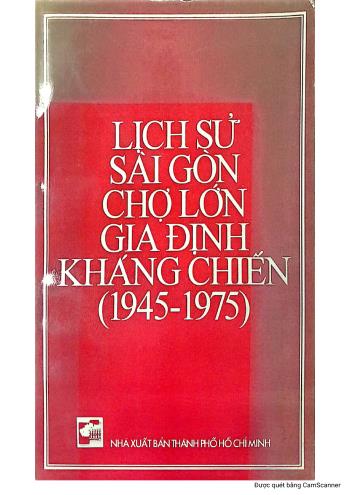 LỊCH SỬ
SÀI GÒN
CHỢ LỚN
GIA ĐỊNH
KHÁNG CHIẾN
(1945-1975)
NHÀ XUẤT BẢN THÀNH PHỐ HỒ CHÍ MINH
Được quét bằng CamScanner